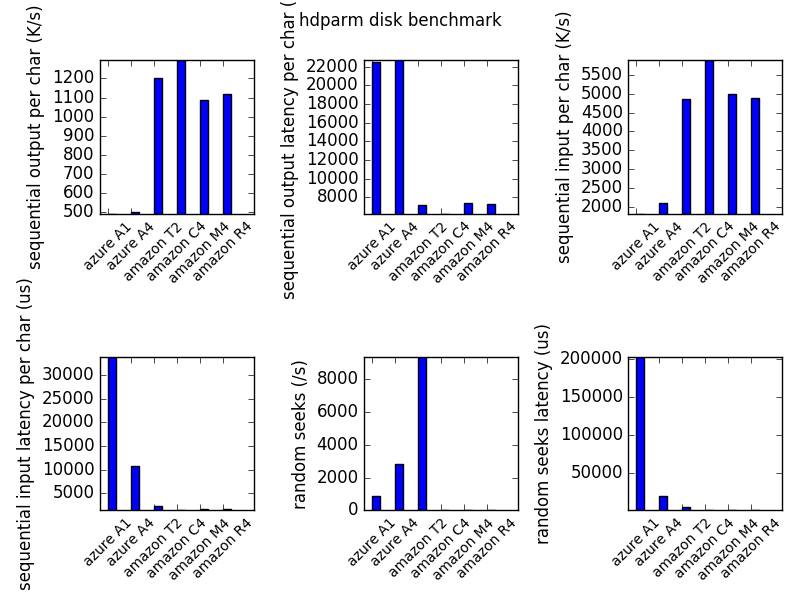 hdparm disk benchmark
sequential output per char (K/s)
1200
1100
1000
900
800
700
600
500
azure A1
azure A4
amazon T2
amazon C4
amazon M4
amazon R4
sequential output latency per char (
22000
20000
18000
16000
14000
12000
10000
8000
azure A1
azure A4
amazon T2
amazon C4
amazon M4
amazon R4
sequential input per char (K/s)
5500
5000
4500
4000
3500
3000
2500
2000
azure A1
azure A4
amazon T2
amazon C4
amazon M4
amazon R4
sequential input latency per char (us)
30000
25000
20000
15000
10000
5000
azure A1
azure A4
amazon T2
amazon C4
amazon M4
amazon R4
random seeks (/s)
8000
6000
4000
2000
0
azure A1
azure A4
amazon T2
amazon C4
amazon M4
amazon R4
random seeks latency (us)
200000
150000
100000
50000
azure A1
azure A4
amazon T2
amazon C4
amazon M4
amazon R4